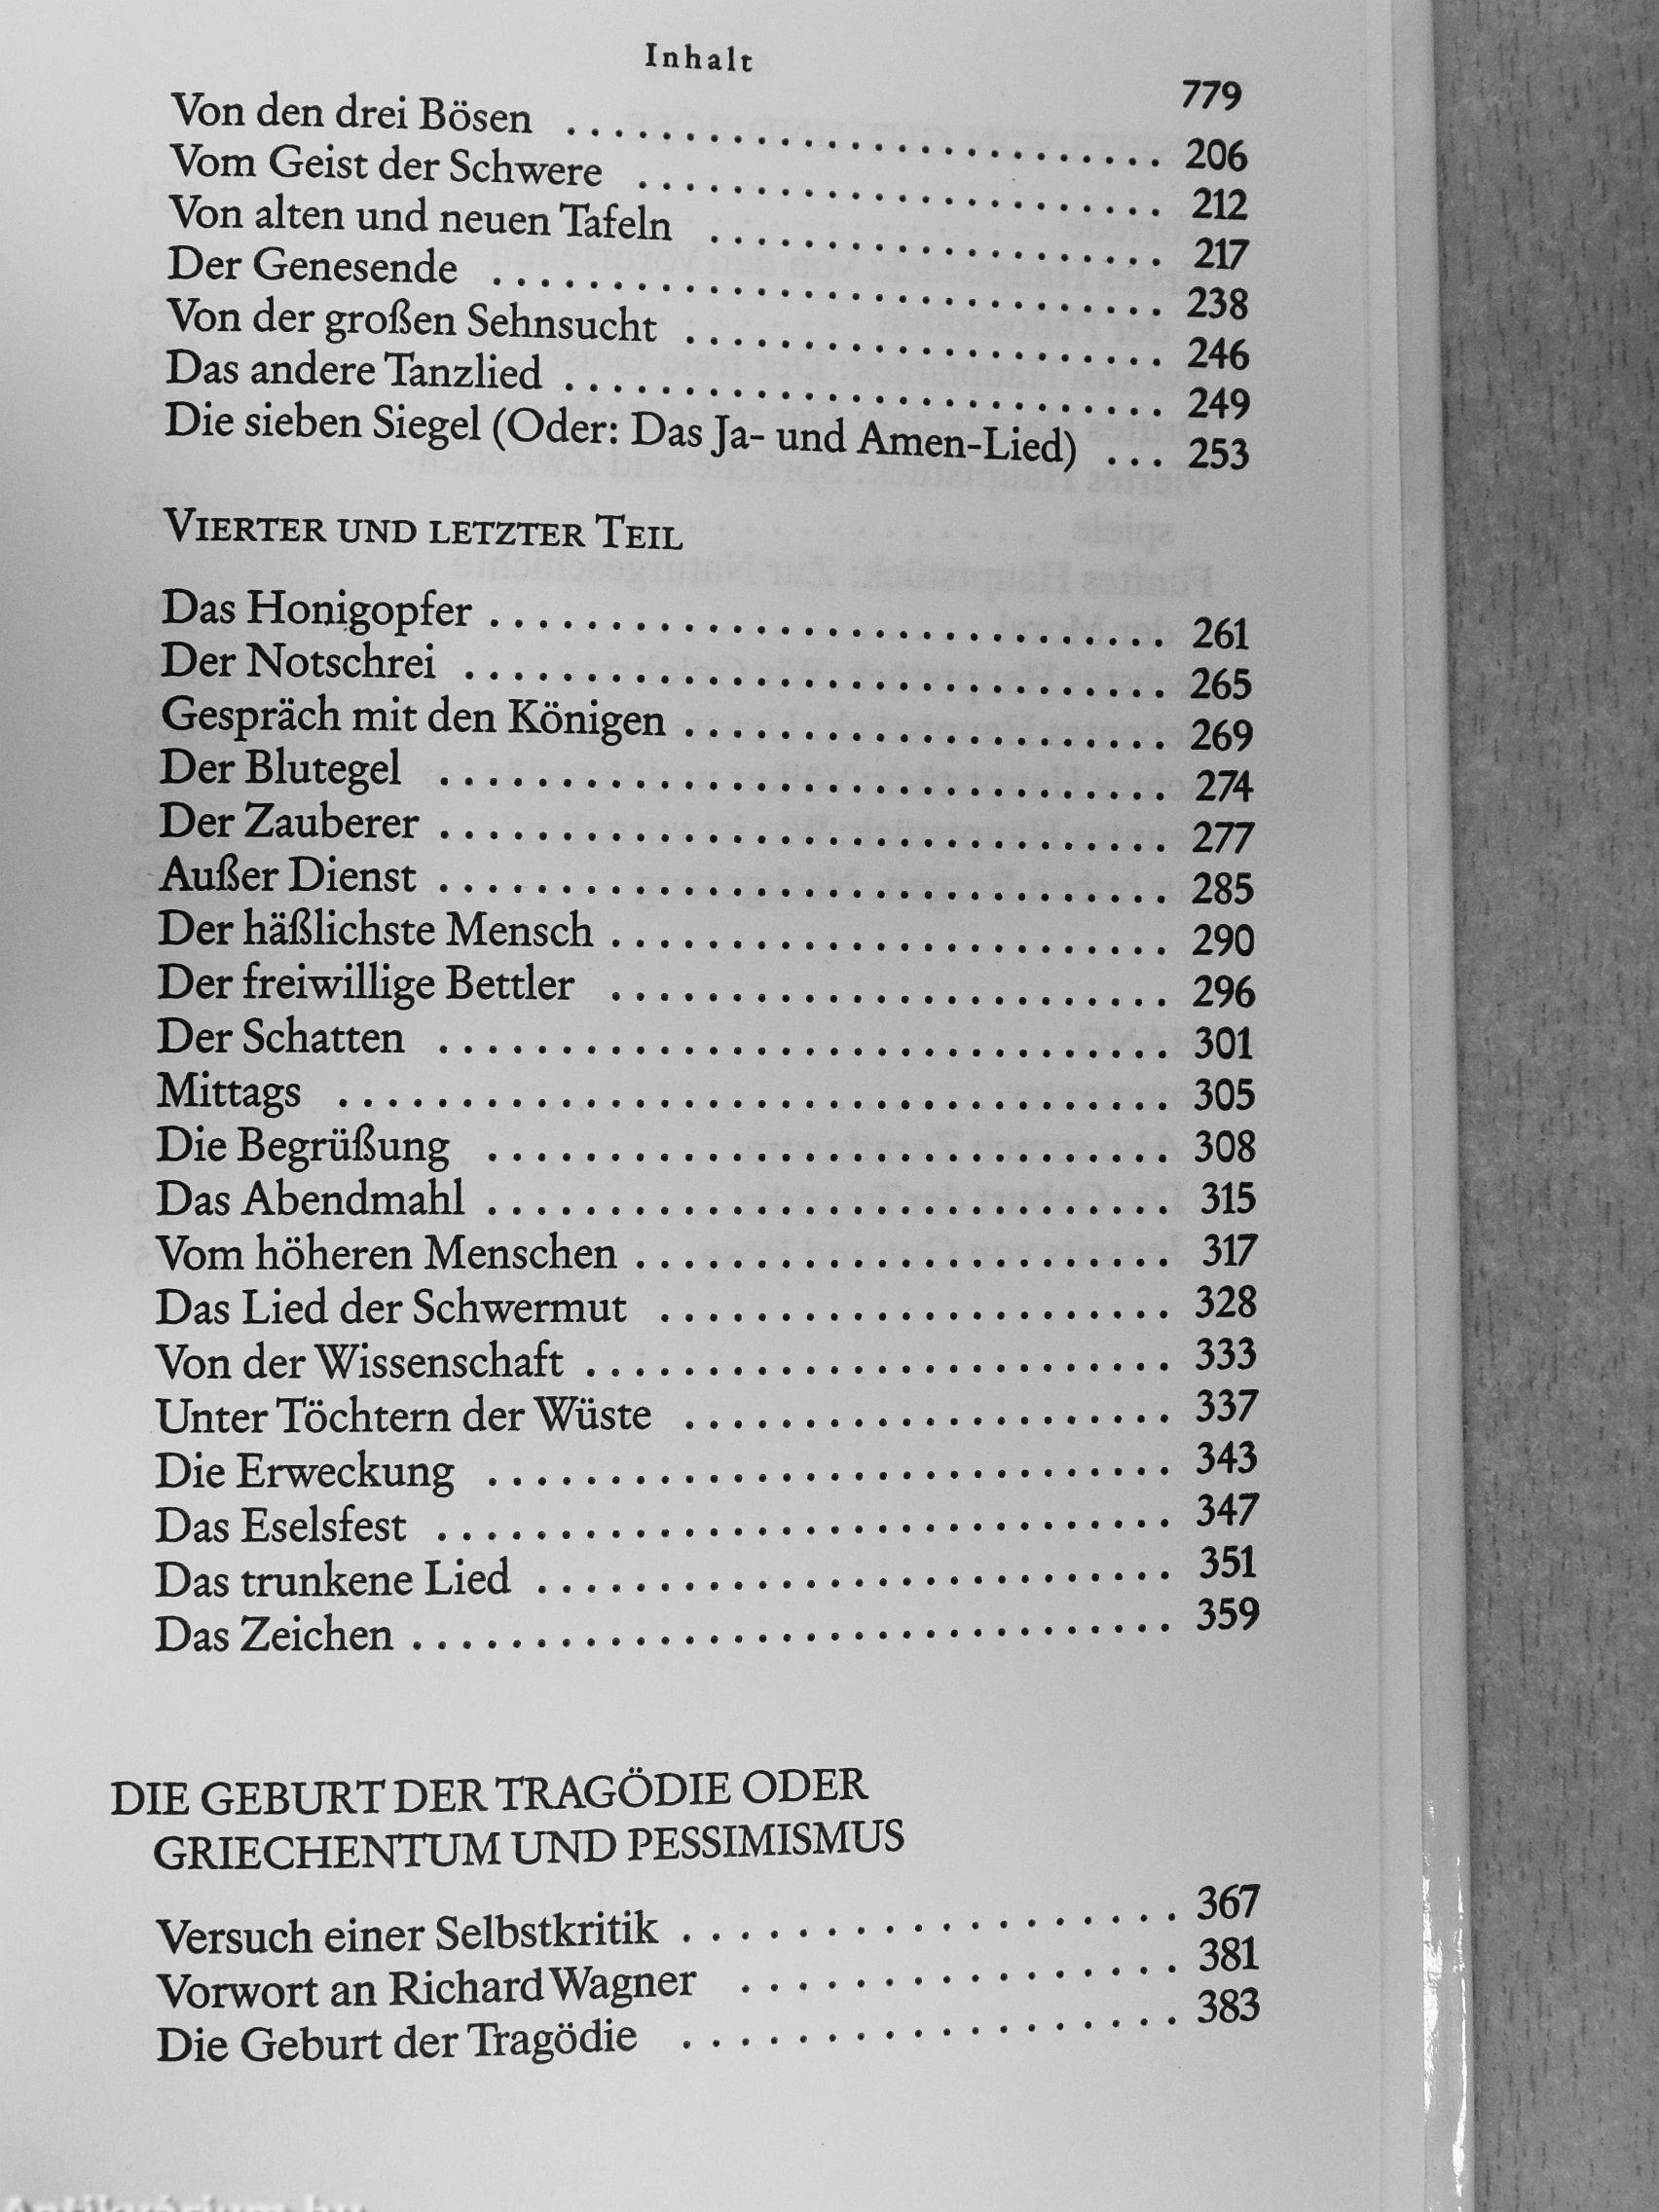 Inhalt 779
Von den drei Bösen . . . . . . . . . . . . . . . . . . . . . . . . . 206
Vom Geist der Schwere . . . . . . . . . . . . . . . . . . . . . . 212
Von alten und neuen Tafeln . . . . . . . . . . . . . . . . . . . 217
Der Genesende . . . . . . . . . . . . . . . . . . . . . . . . . . . . 238
Von der großen Sehnsucht . . . . . . . . . . . . . . . . . . . . 246
Das andere Tanzlied . . . . . . . . . . . . . . . . . . . . . . . . . 249
Die sieben Siegel (Oder: Das Ja- und Amen-Lied) . . . 253
VIERTER UND LETZTER TEIL
Das Honigopfer . . . . . . . . . . . . . . . . . . . . . . . . . . . . 261
Der Notschrei . . . . . . . . . . . . . . . . . . . . . . . . . . . . . 265
Gespräch mit den Königen . . . . . . . . . . . . . . . . . . . . 269
Der Blutegel . . . . . . . . . . . . . . . . . . . . . . . . . . . . . . 274
Der Zauberer . . . . . . . . . . . . . . . . . . . . . . . . . . . . . . 277
Außer Dienst . . . . . . . . . . . . . . . . . . . . . . . . . . . . . . 285
Der häßlichste Mensch . . . . . . . . . . . . . . . . . . . . . . . 290
Der freiwillige Bettler . . . . . . . . . . . . . . . . . . . . . . . 296
Der Schatten . . . . . . . . . . . . . . . . . . . . . . . . . . . . . . 301
Mittags . . . . . . . . . . . . . . . . . . . . . . . . . . . . . . . . . . 305
Die Begrüßung . . . . . . . . . . . . . . . . . . . . . . . . . . . . 308
Das Abendmahl . . . . . . . . . . . . . . . . . . . . . . . . . . . . 315
Vom höheren Menschen . . . . . . . . . . . . . . . . . . . . . . 317
Das Lied der Schwermut . . . . . . . . . . . . . . . . . . . . . 328
Von der Wissenschaft . . . . . . . . . . . . . . . . . . . . . . . . 333
Unter Töchtern der Wüste . . . . . . . . . . . . . . . . . . . . 337
Die Erweckung . . . . . . . . . . . . . . . . . . . . . . . . . . . . 343
Das Eselsfest . . . . . . . . . . . . . . . . . . . . . . . . . . . . . . 347
Das trunkene Lied . . . . . . . . . . . . . . . . . . . . . . . . . . 351
Das Zeichen . . . . . . . . . . . . . . . . . . . . . . . . . . . . . . . 359
DIE GEBURT DER TRAGÖDIE ODER
GRIECHENTUM UND PESSIMISMUS
Versuch einer Selbstkritik . . . . . . . . . . . . . . . . . . 367
Vorwort an Richard Wagner . . . . . . . . . . . . . . . . 381
Die Geburt der Tragödie . . . . . . . . . . . . . . . . . . 383